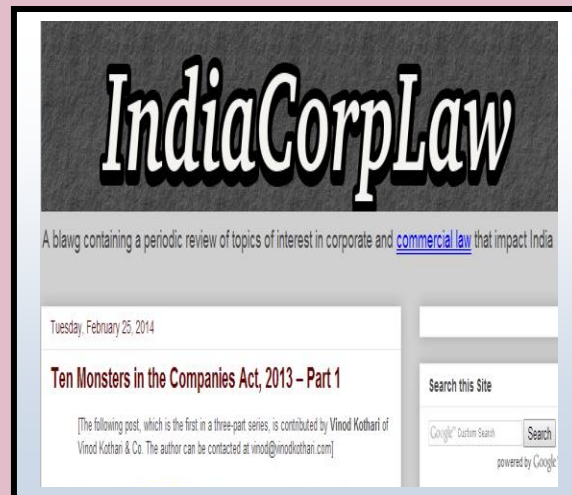 IndiaCorpLaw
A blawg containing a periodic review of topics of interest in corporate and commercial law that impact India
Tuesday, February 25, 2014
Ten Monsters in the Companies Act, 2013 – Part 1
[The following post, which is the first in a three-part series, is contributed by Vinod Kothari of
Vinod Kothari & Co. The author can be contacted at vinod@vinodkothari.com]
Search this Site
Google™ Custom Search
Search
powered by Google™